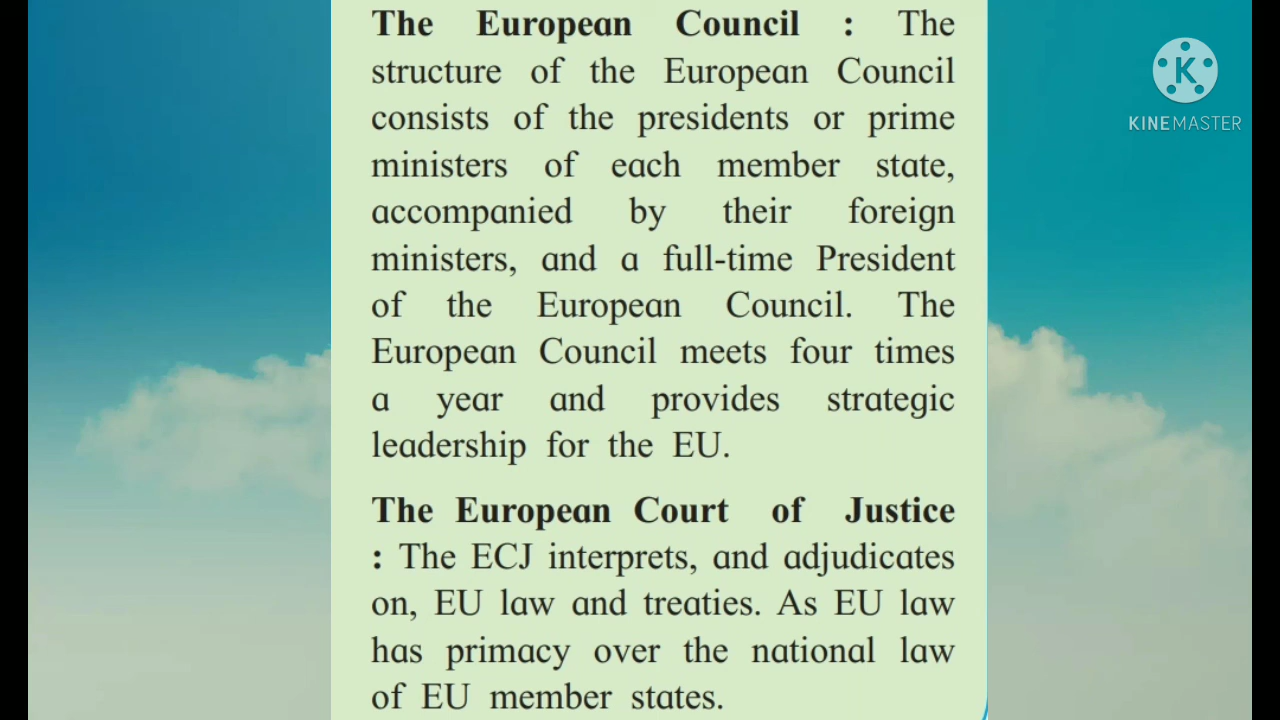 The European Council : The
structure of the European Council
consists of the presidents or prime
ministers of each member state,
accompanied by their foreign
ministers, and a full-time President
of the European Council. The
European Council meets four times
a year and provides strategic
leadership for the EU.
The European Court of Justice
: The ECJ interprets, and adjudicates
on, EU law and treaties. As EU law
has primacy over the national law
of EU member states.
K
KINEMASTER